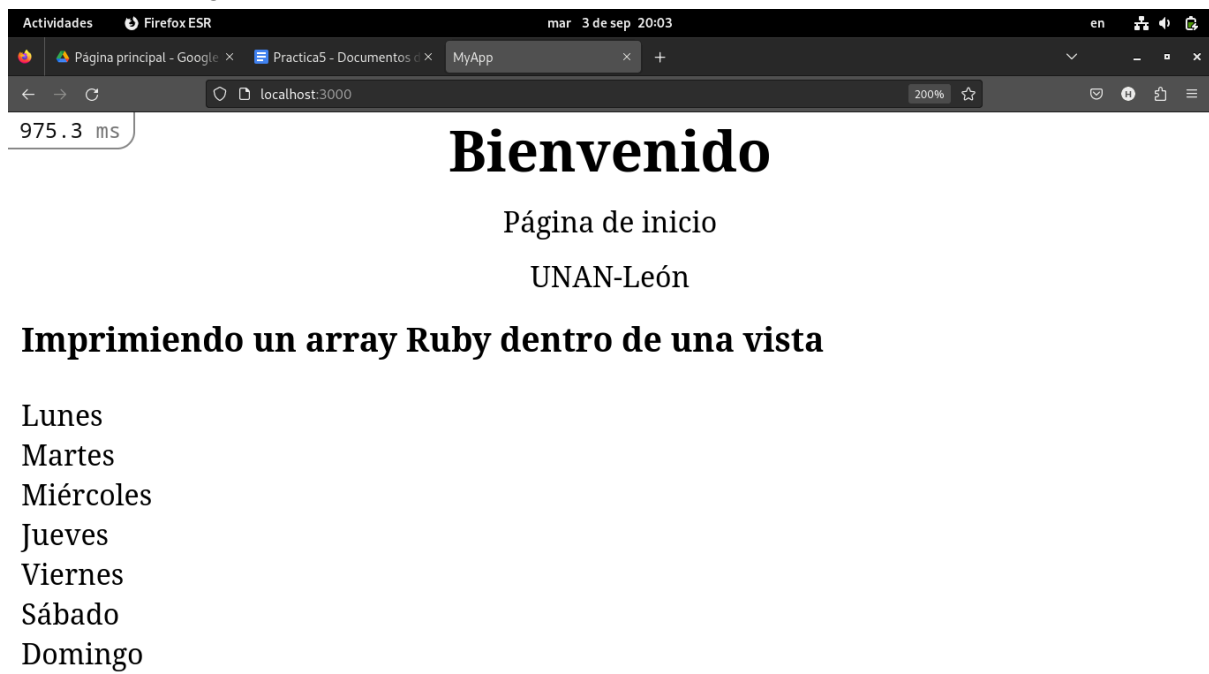 Actividades Firefox ESR mar 3 de sep 20:03 en
Página principal - Google Practica5 - Documentos d MyApp
localhost:3000 200% H
975.3 ms
Bienvenido
Página de inicio
UNAN-León
Imprimiendo un array Ruby dentro de una vista
Lunes
Martes
Miércoles
Jueves
Viernes
Sábado
Domingo